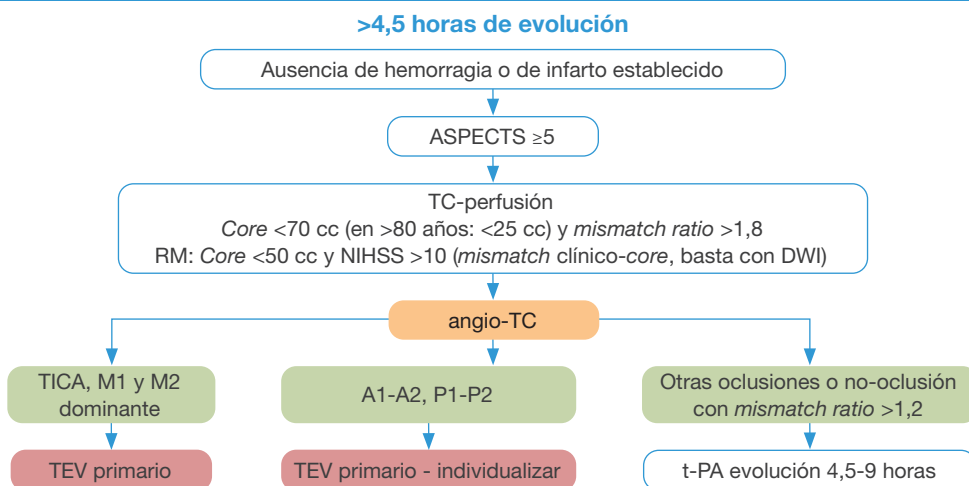 >4,5 horas de evolución
Ausencia de hemorragia o de infarto establecido
ASPECTS ≥5
TC-perfusión
Core <70 cc (en >80 años: <25 cc) y mismatch ratio >1,8
RM: Core <50 cc y NIHSS >10 (mismatch clínico-core, basta con DWI)
angio-TC
TICA, M1 y M2
dominante
A1-A2, P1-P2
Otras oclusiones o no-oclusión
con mismatch ratio >1,2
TEV primario
TEV primario - individualizar
t-PA evolución 4,5-9 horas